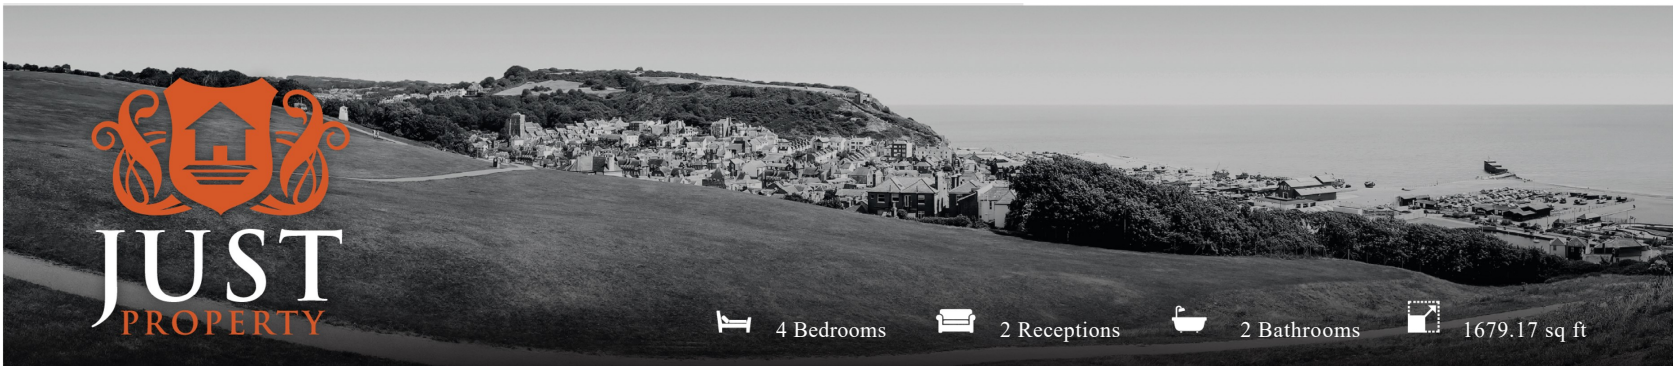 JUST
PROPERTY
4 Bedrooms
2 Receptions
2 Bathrooms
1679.17 sq ft